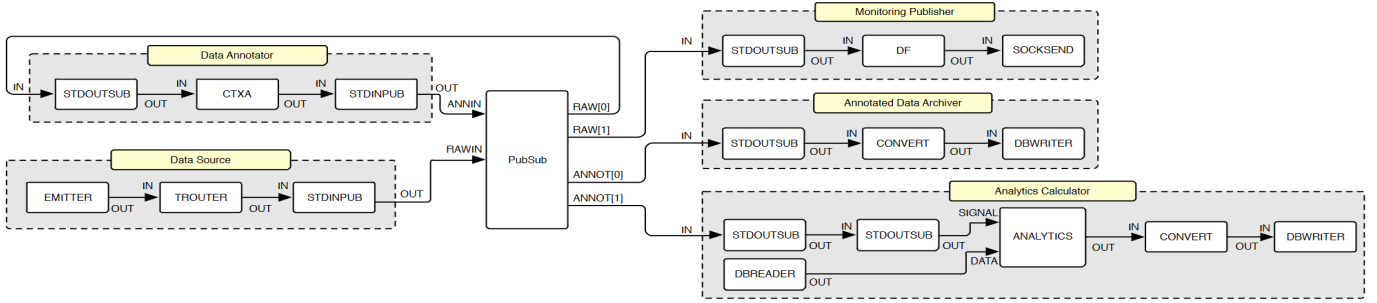 Data Annotator
IN
STDOUTSUB
OUT
IN
CTXA
OUT
IN
STDINPUB
OUT
Data Source
EMITTER
OUT
IN
TROUTER
OUT
IN
STDINPUB
OUT
ANNIN
RAWIN
PubSub
RAW[0]
RAW[1]
ANNOT[0]
ANNOT[1]
Monitoring Publisher
IN
STDOUTSUB
OUT
IN
DF
OUT
IN
SOCKSEND
Annotated Data Archiver
IN
STDOUTSUB
OUT
IN
CONVERT
OUT
IN
DBWRITER
Analytics Calculator
IN
STDOUTSUB
OUT
IN
STDOUTSUB
OUT
SIGNAL
DBREADER
OUT
DATA
ANALYTICS
OUT
IN
CONVERT
OUT
IN
DBWRITER